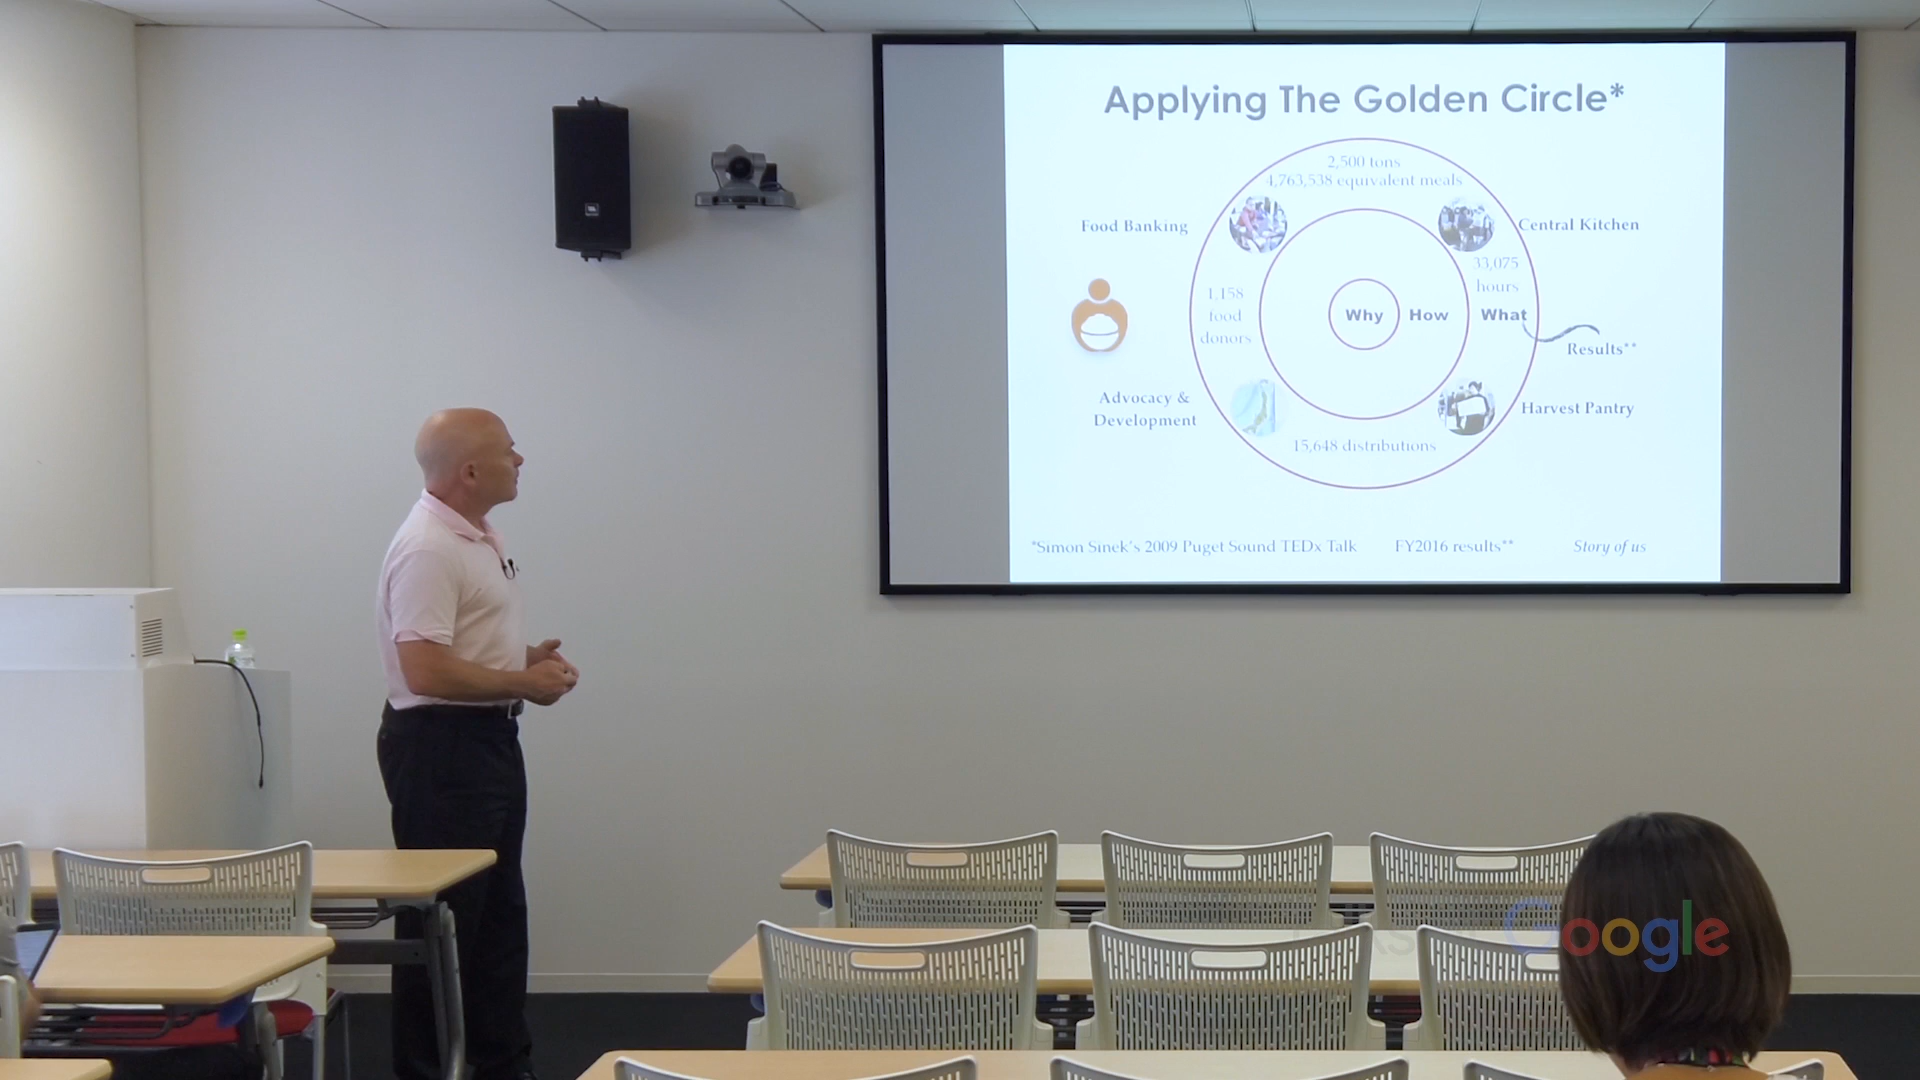 Applying The Golden Circle*
2,500 tons
4,763,538 equivalent meals
Food Banking
Central Kitchen
33,075
hours
1,158
food
donors
Why
How
What
Results**
Advocacy &
Development
Harvest Pantry
15,648 distributions
*Simon Sinek's 2009 Puget Sound TEDx Talk
FY2016 results**
Story of us
Google